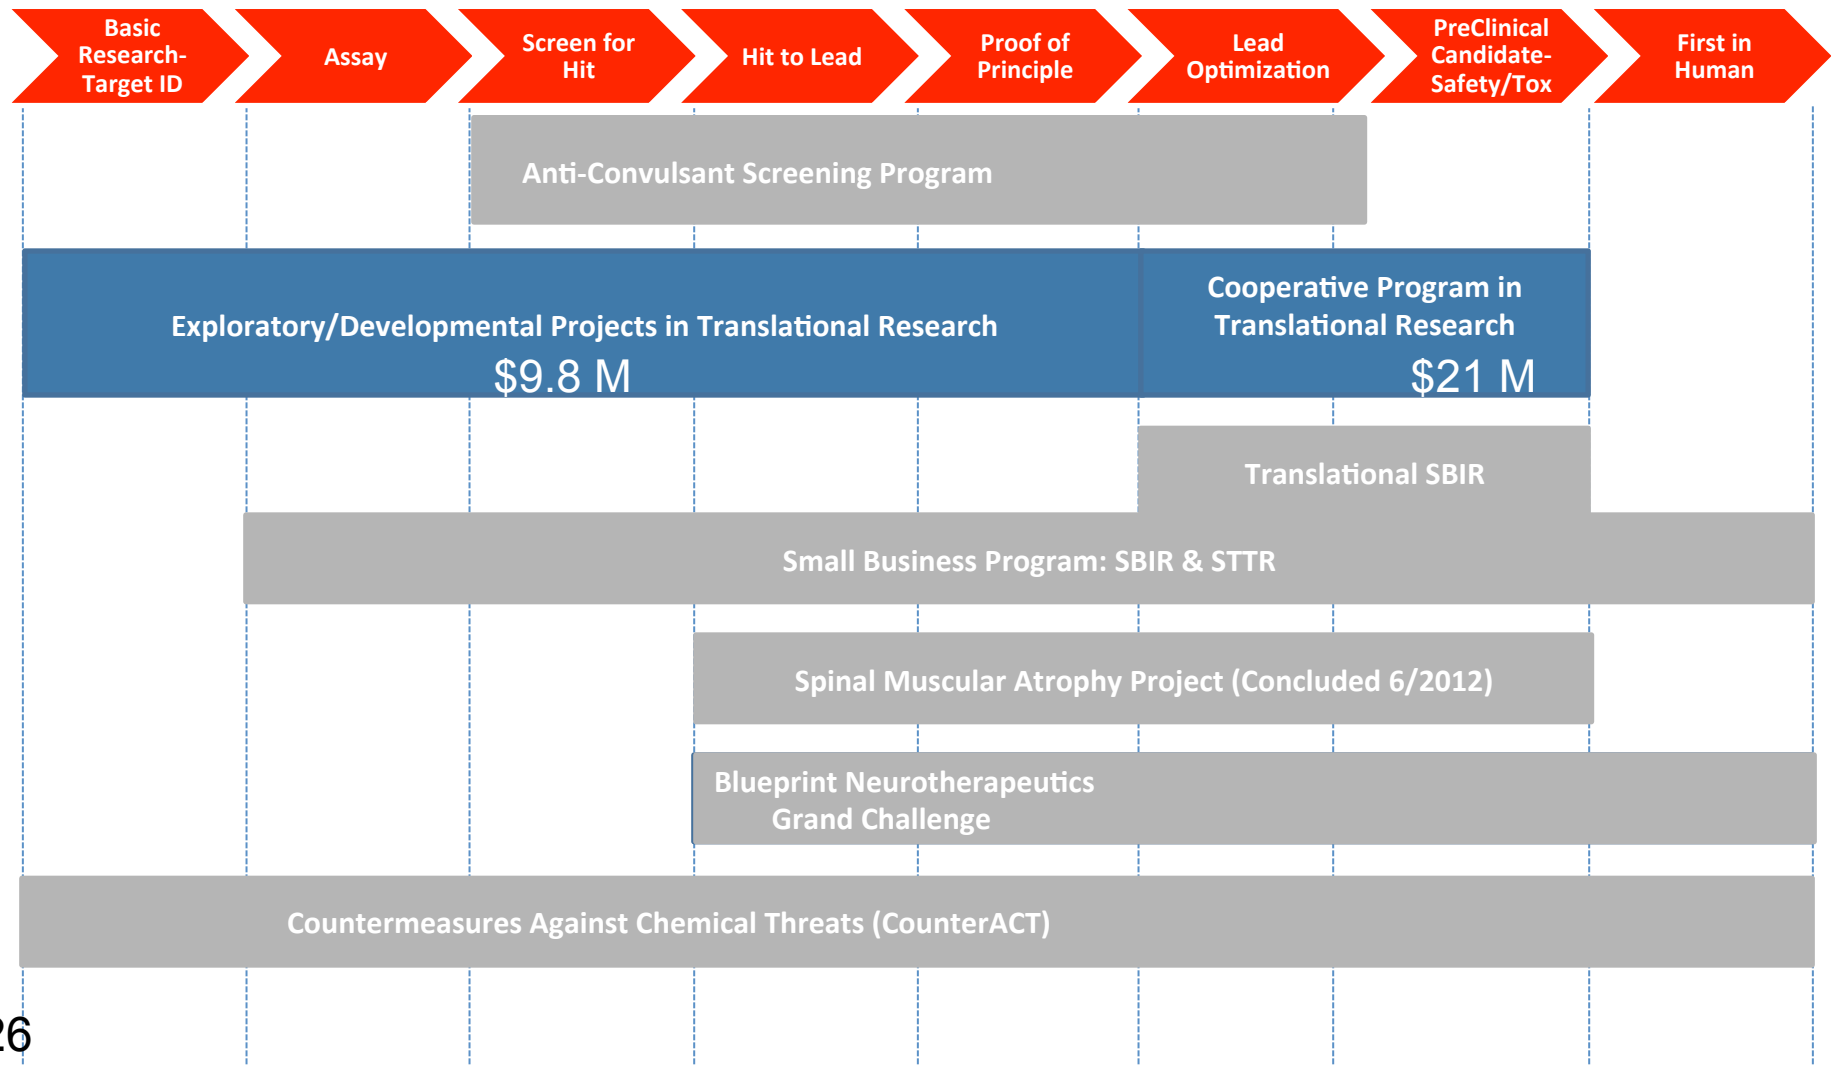 Basic
Research-
Target ID
Assay
Screen for
Hit
Hit to Lead
Proof of
Principle
Lead
Optimization
PreClinical
Candidate-
Safety/Tox
First in
Human
Anti-Convulsant Screening Program
Exploratory/Developmental Projects in Translational Research
$9.8 M
Cooperative Program in
Translational Research
$21 M
Translational SBIR
Small Business Program: SBIR & STTR
Spinal Muscular Atrophy Project (Concluded 6/2012)
Blueprint Neurotherapeutics
Grand Challenge
Countermeasures Against Chemical Threats (CounterACT)
26